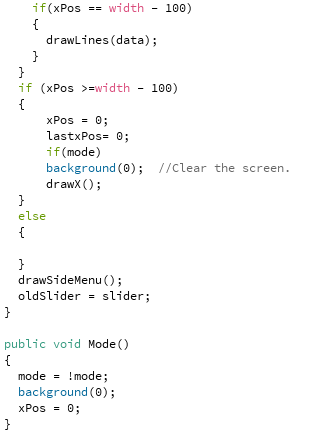 if(xPos == width - 100)
{
drawLines(data);
}
}
if (xPos >=width - 100)
{
xPos = 0;
lastxPos= 0;
if(mode)
background(0);  //Clear the screen.
drawX();
}
else
{
}
drawSideMenu();
oldSlider = slider;
}
public void Mode()
{
mode = !mode;
background(0);
xPos = 0;
}